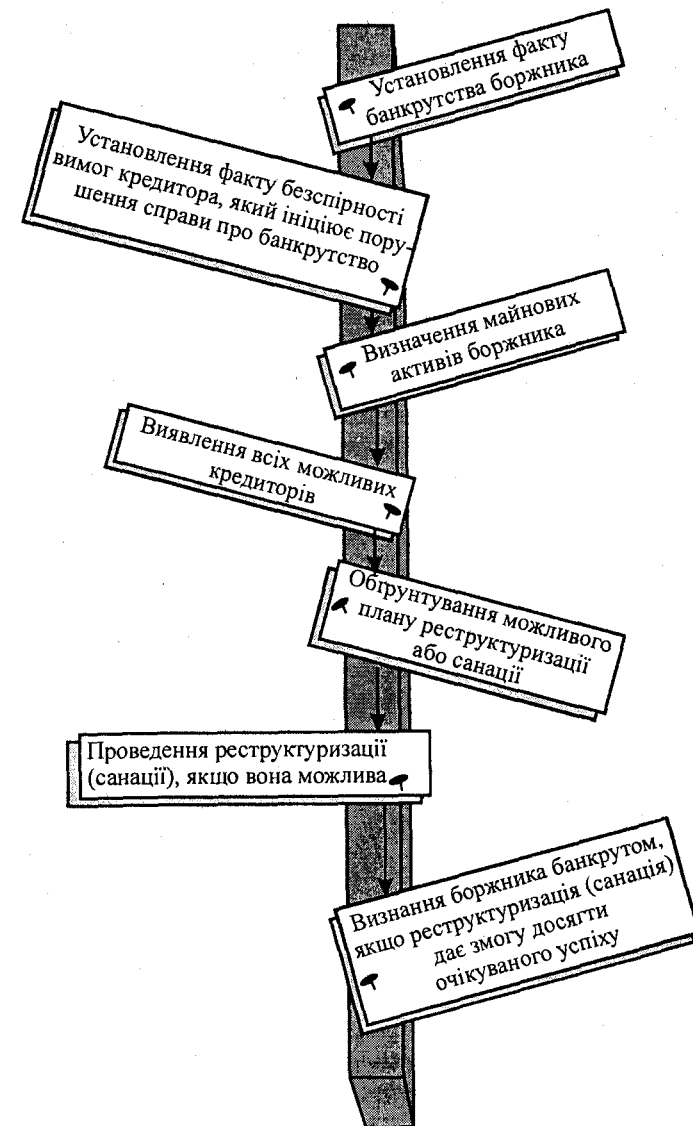 Установлення факту
банкрутства боржника
Установлення факту безспірності
вимог кредитора, який ініціює пору-
шення справи про банкрутство
Визначення майнових
активів боржника
Виявлення всіх можливих
кредиторів
Обґрунтування можливого
плану реструктуризації
або санації
Проведення реструктуризації
(санації), якщо вона можлива
Визнання боржника банкрутом,
якщо реструктуризація (санація)
дає змогу досягти
очікуваного успіху